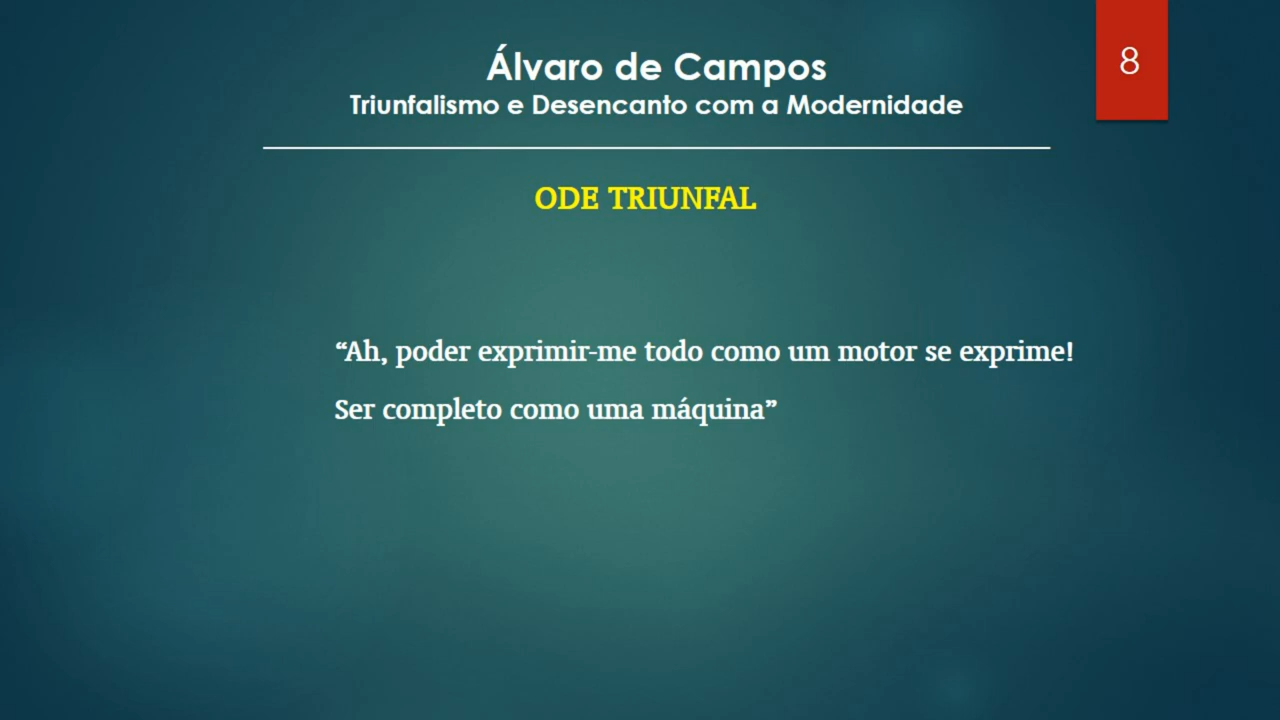 Álvaro de Campos
8
Triunfalismo e Desencanto com a Modernidade
ODE TRIUNFAL
“Ah, poder exprimir-me todo como um motor se exprime!
Ser completo como uma máquina”